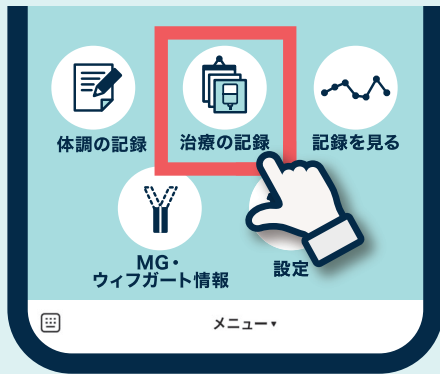 体調の記録
治療の記録
記録を見る
MG・
ウィフガート情報
設定
メニュー▾